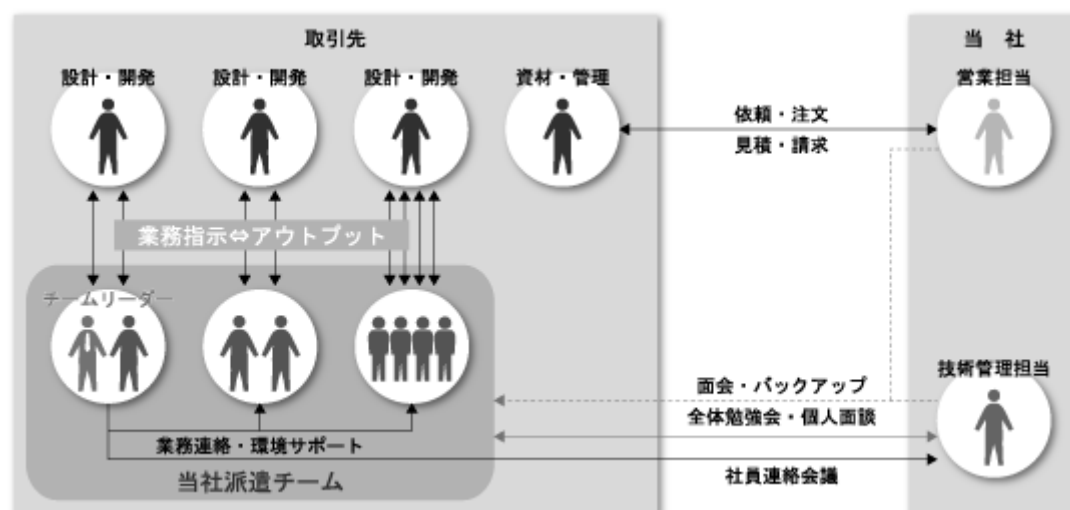 取引先
当 社
設計・開発
設計・開発
設計・開発
資材・管理
営業担当
依頼・注文
見積・請求
業務指示⇔アウトプット
チームリーダー
技術管理担当
面会・バックアップ
全体勉強会・個人面談
業務連絡・環境サポート
社員連絡会議
当社派遣チーム